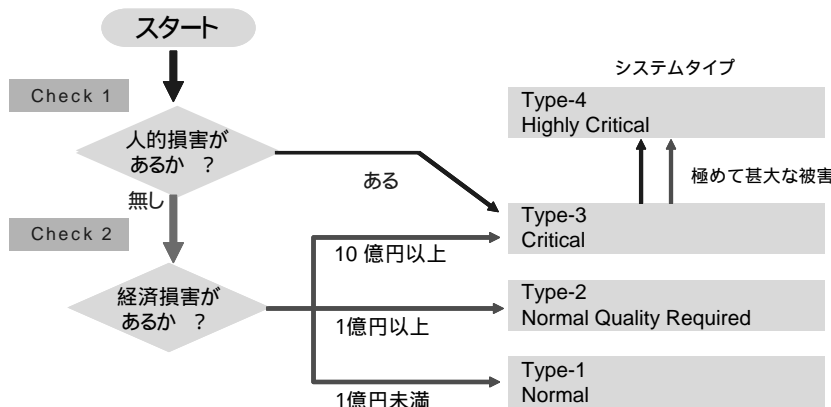 スタート
システムタイプ
Check 1
Type-4
Highly Critical
人的損害が
あるか ?
ある
極めて甚大な被害
無し
Type-3
Critical
Check 2
10 億円以上
経済損害が
あるか ?
Type-2
Normal Quality Required
1億円以上
Type-1
Normal
1億円未満